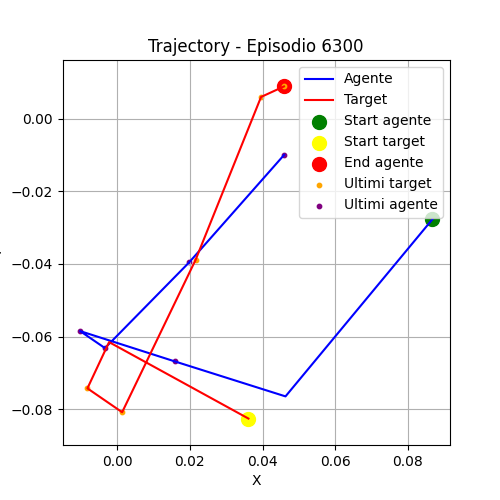 Trajectory - Episodio 6300
Agente
Target
Start agente
Start target
End agente
Ultimi target
Ultimi agente
0.00
−0.02
−0.04
−0.06
−0.08
0.00
0.02
0.04
0.06
0.08
X